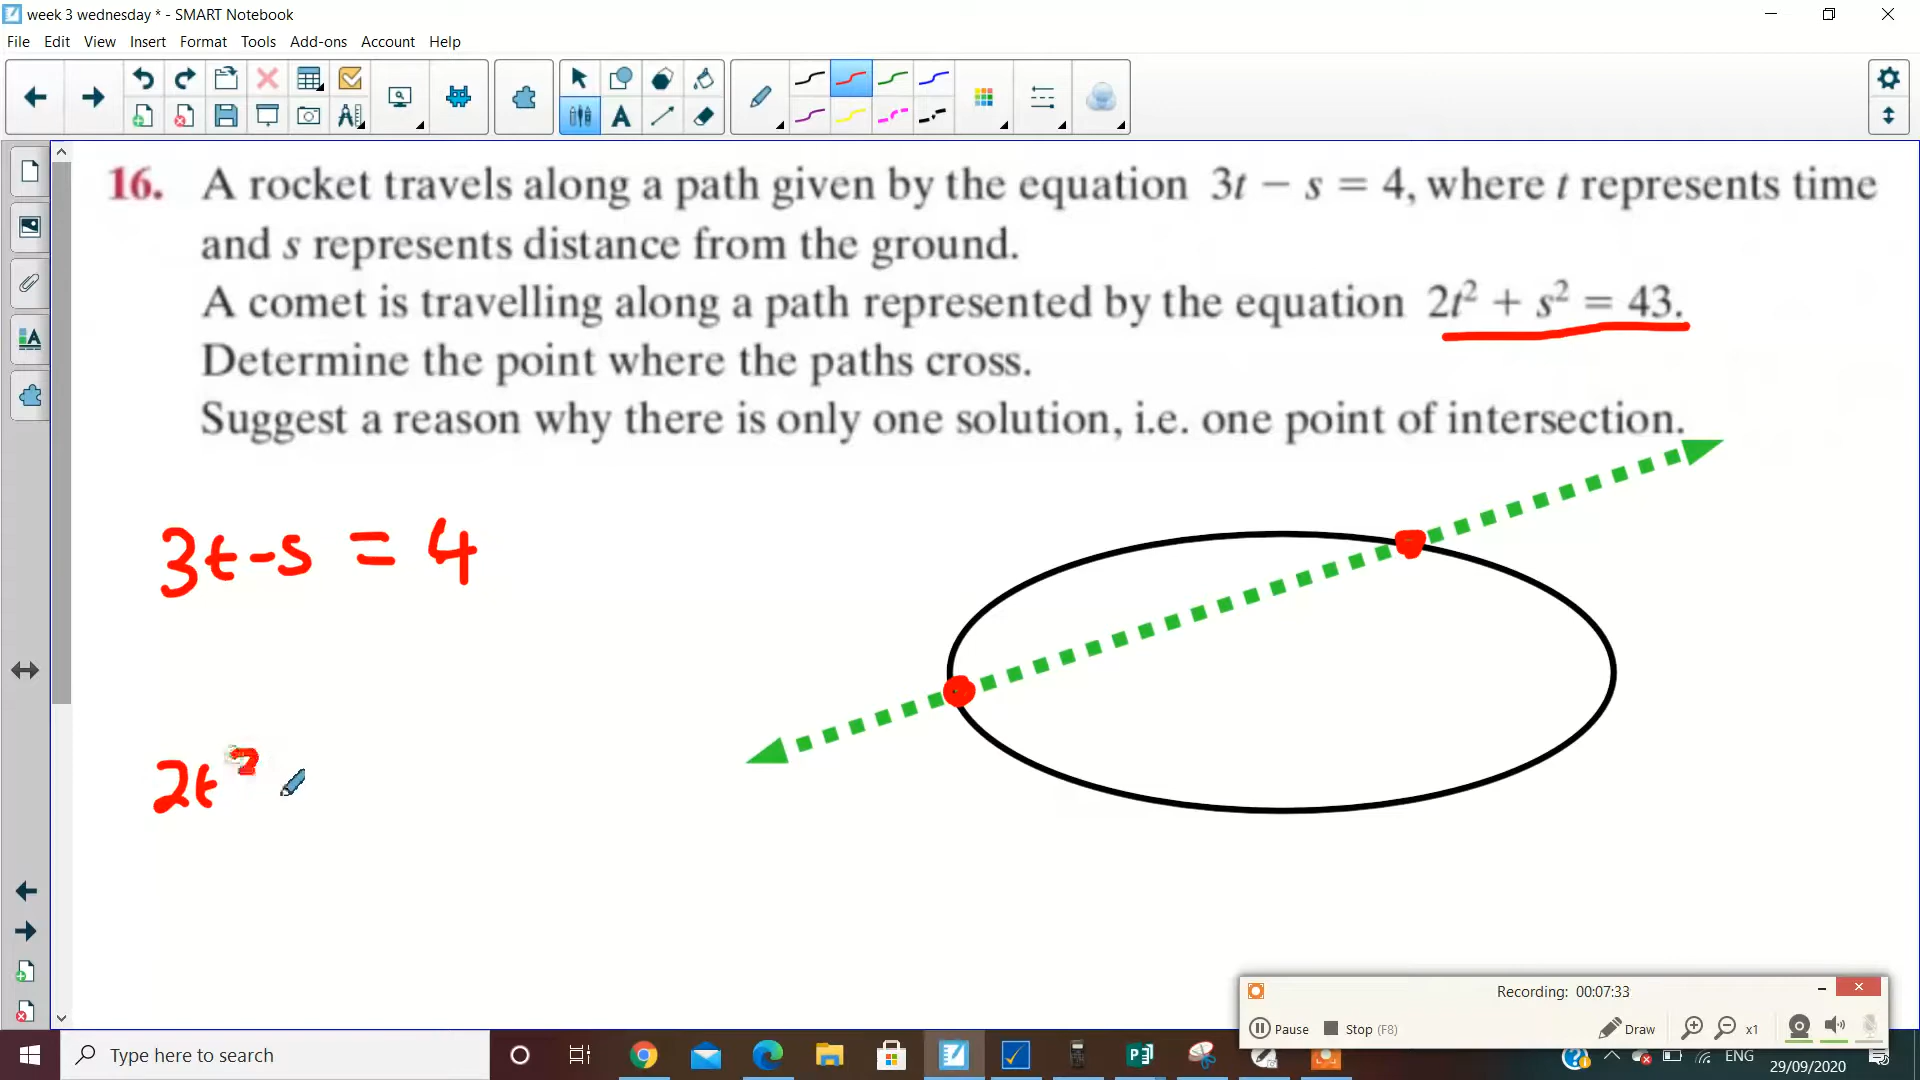 week 3 wednesday * - SMART Notebook
File Edit View Insert Format Tools Add-ons Account Help
16. A rocket travels along a path given by the equation 3t − s = 4, where t represents time
and s represents distance from the ground.
A comet is travelling along a path represented by the equation 2t² + s² = 43.
Determine the point where the paths cross.
Suggest a reason why there is only one solution, i.e. one point of intersection.
3t-s = 4
2t²
Recording: 00:07:33
Pause Stop (F8) Draw x1
Type here to search
ENG
29/09/2020